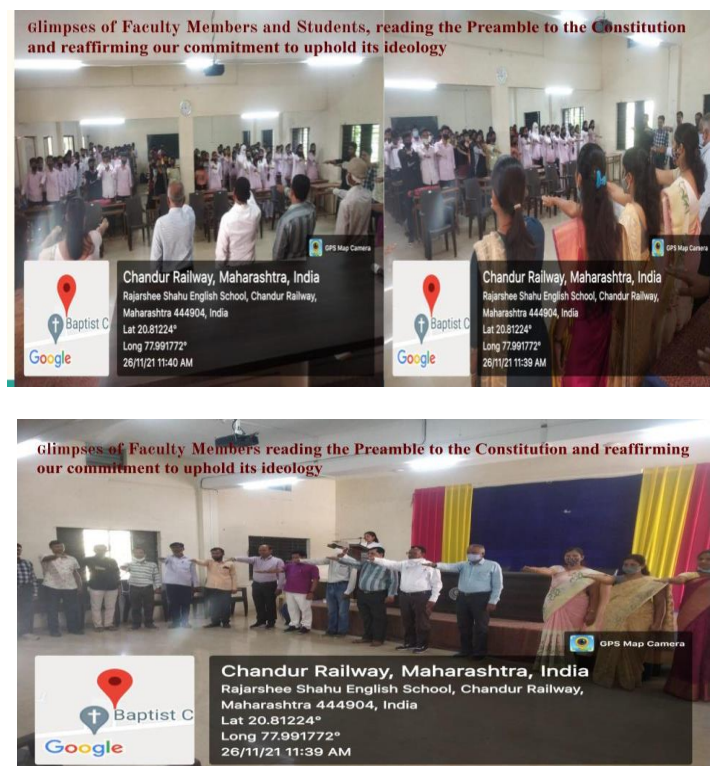 Glimpses of Faculty Members and Students, reading the Preamble to the Constitution
and reaffirming our commitment to uphold its ideology
GPS Map Camera
Chandur Railway, Maharashtra, India
Rajarshee Shahu English School, Chandur Railway,
Maharashtra 444904, India
Lat 20.81224°
Long 77.991772°
26/11/21 11:40 AM
Baptist C
Google
GPS Map Camera
Chandur Railway, Maharashtra, India
Rajarshee Shahu English School, Chandur Railway,
Maharashtra 444904, India
Lat 20.81224°
Long 77.991772°
26/11/21 11:39 AM
Baptist C
Google
Glimpses of Faculty Members reading the Preamble to the Constitution and reaffirming
our commitment to uphold its ideology
GPS Map Camera
Chandur Railway, Maharashtra, India
Rajarshee Shahu English School, Chandur Railway,
Maharashtra 444904, India
Lat 20.81224°
Long 77.991772°
26/11/21 11:39 AM
Baptist C
Google